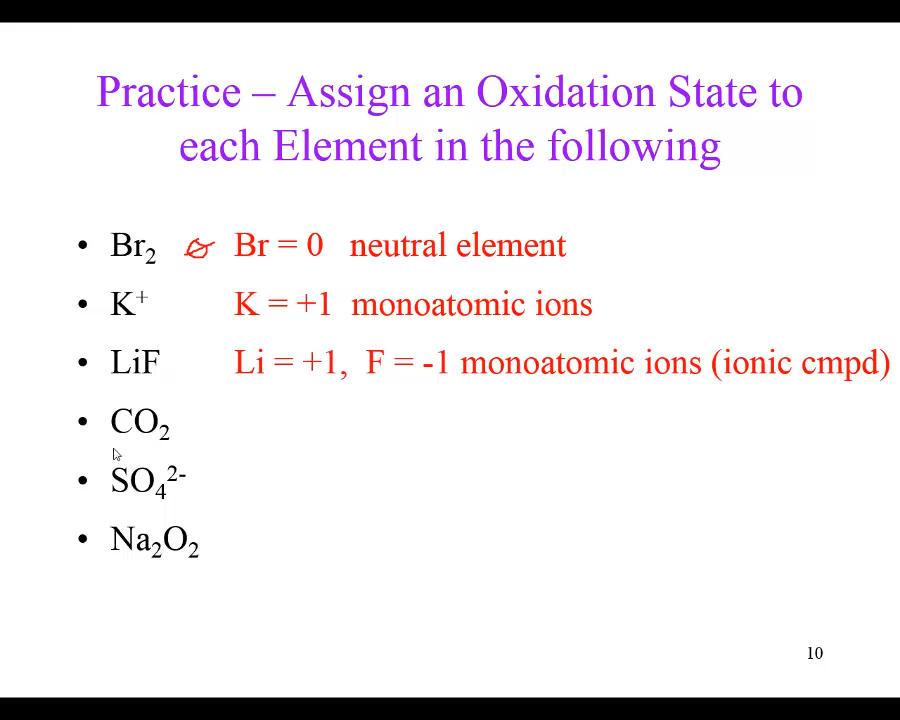 Practice – Assign an Oxidation State to
each Element in the following
• Br₂ Br = 0 neutral element
• K⁺ K = +1 monoatomic ions
• LiF Li = +1, F = -1 monoatomic ions (ionic cmpd)
• CO₂
• SO₄²⁻
• Na₂O₂
10